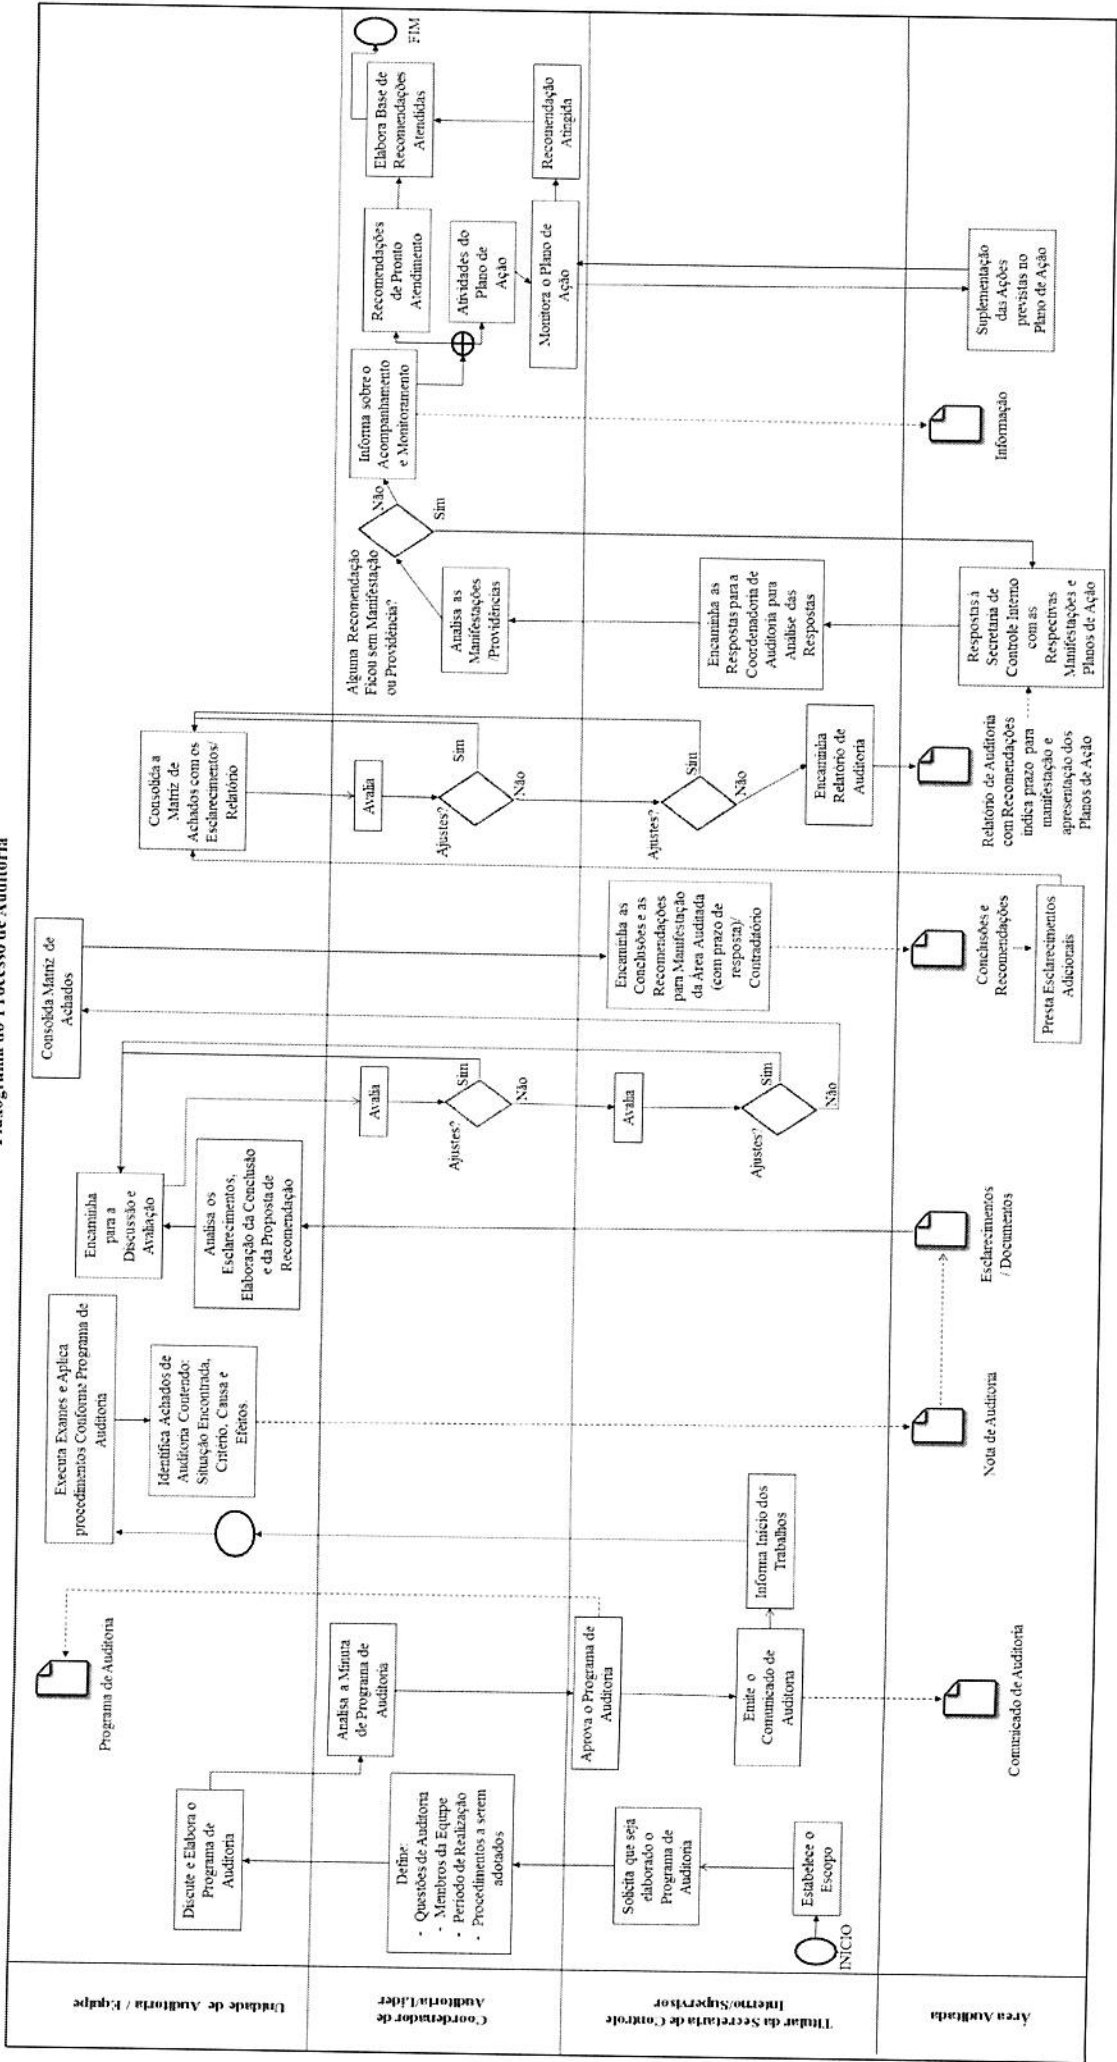 Fluxograma do Processo de Auditoria
Unidade de Auditoria / Equipe
Discute e Elabora o
Programa de
Auditoria
Programa de Auditoria
Executa Exames e Aplica
procedimentos Conforme Programa de
Auditoria
Identifica Achados de
Auditoria Contendo:
Situação Encontrada,
Critério, Causa e
Efeitos.
Encaminha
para a
Discussão e
Avaliação
Analisa os
Esclarecimentos,
Elaboração da Conclusão
e da Proposta de
Recomendação
Consolida Matriz de
Achados
Consolida a
Matriz de
Achados com os
Esclarecimentos/
Relatório
Coordenador de
Auditoria/Líder
Define:
- Questões de Auditoria
- Membros da Equipe
- Período de Realização
- Procedimentos a serem
adotados
Analisa a Minuta
de Programa de
Auditoria
Avalia
Ajustes?
Sim
Não
Avalia
Ajustes?
Sim
Não
Alguma Recomendação
Ficou sem Manifestação
ou Providência?
Não
Sim
Analisa as
Manifestações
/Providências
Informa sobre o
Acompanhamento
e Monitoramento
Recomendações
de Pronto
Atendimento
Atividades do
Plano de
Ação
Monitora o Plano de
Ação
Elabora Base de
Recomendações
Atendidas
Recomendação
Atingida
FIM
Titular da Secretaria de Controle
Interno/Supervisor
INÍCIO
Estabelece o
Escopo
Solicita que seja
elaborado o
Programa de
Auditoria
Aprova o Programa de
Auditoria
Emite o
Comunicado de
Auditoria
Informa Início dos
Trabalhos
Avalia
Ajustes?
Sim
Não
Encaminha as
Conclusões e as
Recomendações
para Manifestação
da Área Auditada
(com prazo de
resposta)/
Contraditório
Ajustes?
Sim
Não
Encaminha
Relatório de
Auditoria
Encaminha as
Respostas para a
Coordenadoria de
Auditoria para
Análise das
Respostas
Área Auditada
Comunicado de Auditoria
Nota de Auditoria
Esclarecimentos
/ Documentos
Conclusões e
Recomendações
Presta Esclarecimentos
Adicionais
Relatório de Auditoria
com Recomendações
indica prazo para
manifestação e
apresentação dos
Planos de Ação
Respostas à
Secretaria de
Controle Interno
com as
Respectivas
Manifestações e
Planos de Ação
Informação
Suplementação
das Ações
previstas no
Plano de Ação